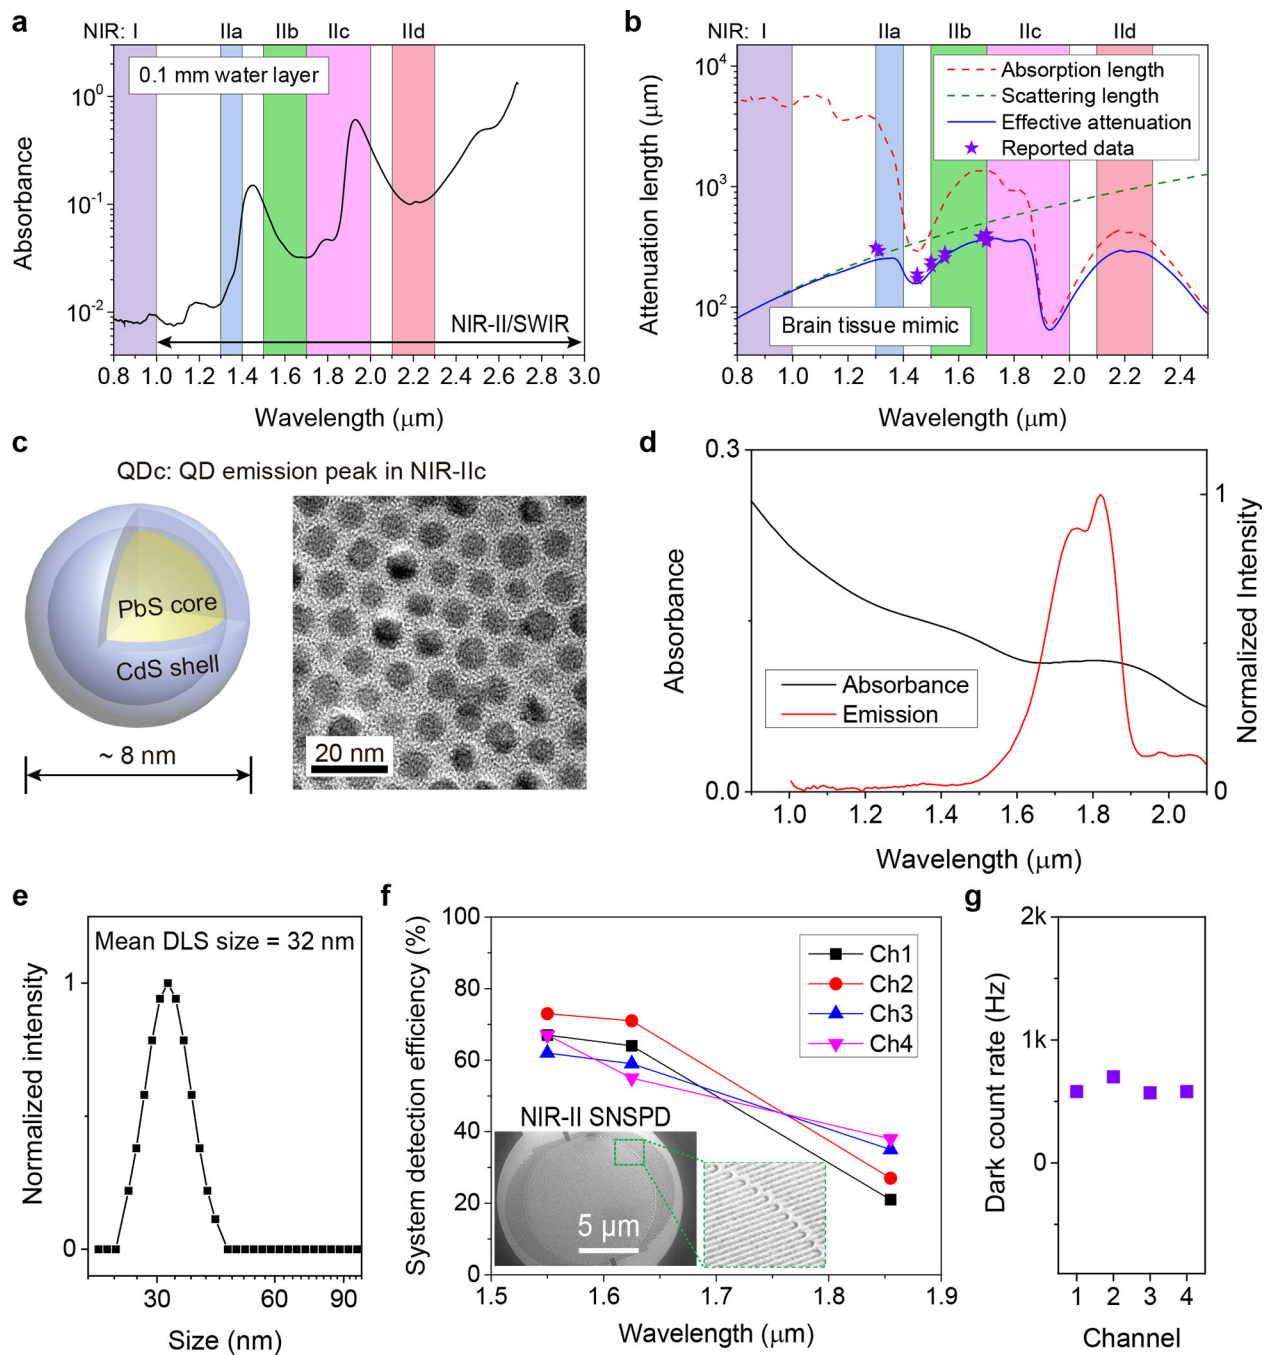 a
NIR: I IIa IIb IIc IId
0.1 mm water layer
10⁰
10⁻¹
10⁻²
Absorbance
NIR-II/SWIR
0.8 1.0 1.2 1.4 1.6 1.8 2.0 2.2 2.4 2.6 2.8 3.0
Wavelength (μm)
b
NIR: I IIa IIb IIc IId
Absorption length
Scattering length
Effective attenuation
Reported data
10⁴
10³
10²
Attenuation length (μm)
Brain tissue mimic
0.8 1.0 1.2 1.4 1.6 1.8 2.0 2.2 2.4
Wavelength (μm)
c
QDc: QD emission peak in NIR-IIc
PbS core
CdS shell
~ 8 nm
20 nm
d
0.3
0.0
Absorbance
Absorbance
Emission
1
0
Normalized Intensity
1.0 1.2 1.4 1.6 1.8 2.0
Wavelength (μm)
e
Mean DLS size = 32 nm
1
0
Normalized intensity
30 60 90
Size (nm)
f
100
80
60
40
20
0
System detection efficiency (%)
Ch1
Ch2
Ch3
Ch4
NIR-II SNSPD
5 μm
1.5 1.6 1.7 1.8 1.9
Wavelength (μm)
g
2k
1k
0
Dark count rate (Hz)
1 2 3 4
Channel